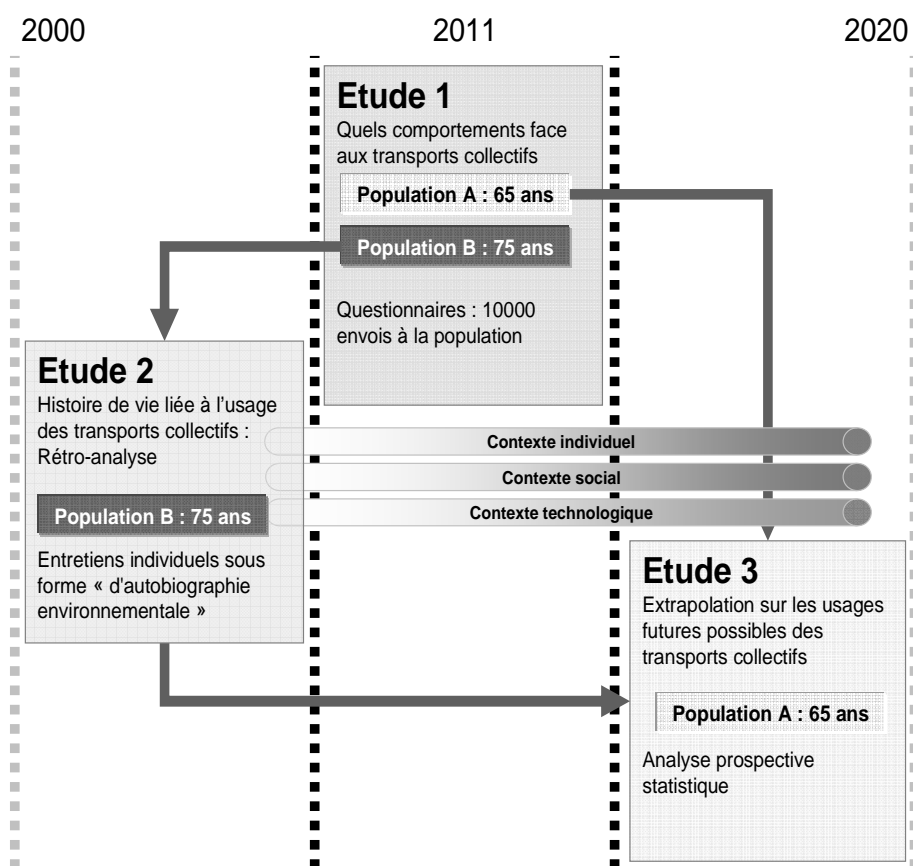 2000
2011
2020
Etude 1
Quels comportements face
aux transports collectifs
Population A : 65 ans
Population B : 75 ans
Questionnaires : 10000
envois à la population
Etude 2
Histoire de vie liée à l'usage
des transports collectifs :
Rétro-analyse
Population B : 75 ans
Entretiens individuels sous
forme « d'autobiographie
environnementale »
Contexte individuel
Contexte social
Contexte technologique
Etude 3
Extrapolation sur les usages
futures possibles des
transports collectifs
Population A : 65 ans
Analyse prospective
statistique